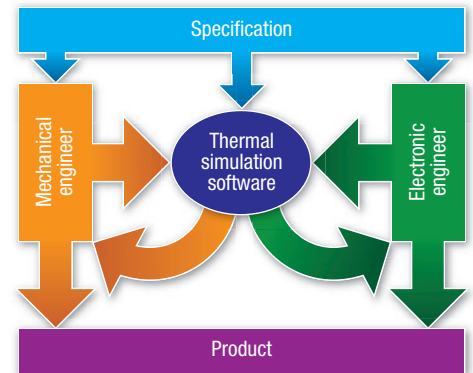 Specification
Mechanical
engineer
Thermal
simulation
software
Electronic
engineer
Product